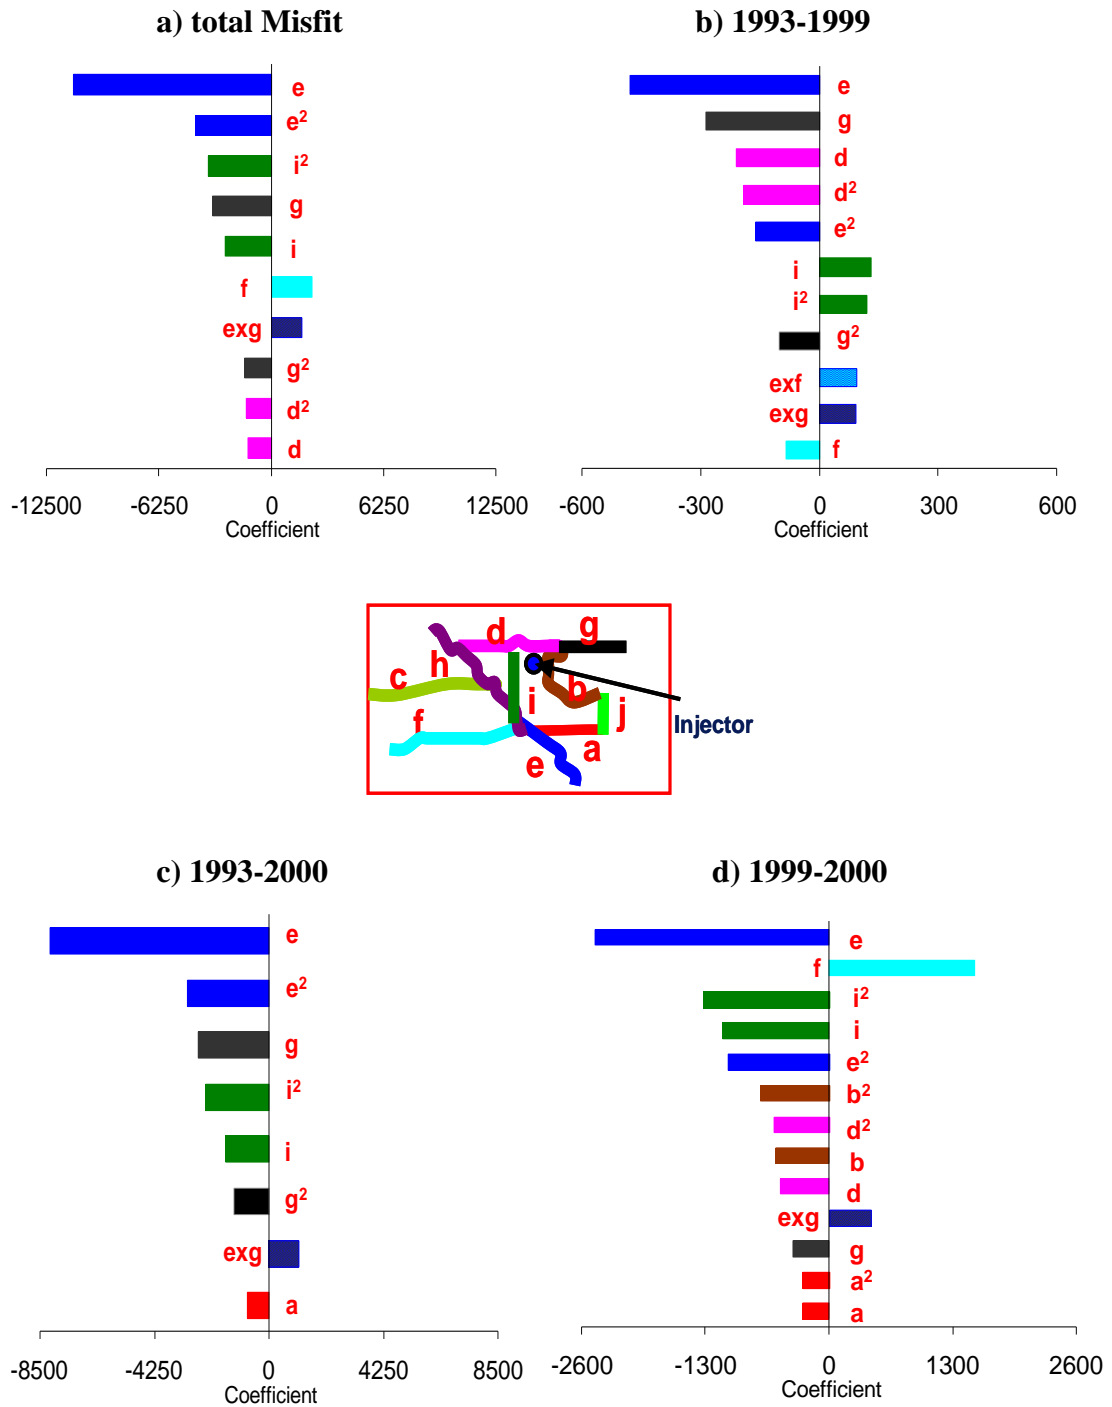 a) total Misfit
e
e²
i²
g
i
f
exg
g²
d²
d
-12500 -6250 0 6250 12500
Coefficient
b) 1993-1999
e
g
d
d²
e²
i
i²
g²
exf
exg
f
-600 -300 0 300 600
Coefficient
d g
h
c b
i
f j
Injector
a
e
c) 1993-2000
e
e²
g
i²
i
g²
exg
a
-8500 -4250 0 4250 8500
Coefficient
d) 1999-2000
e
f
i²
i
e²
b²
d²
b
d
exg
g
a²
a
-2600 -1300 0 1300 2600
Coefficient